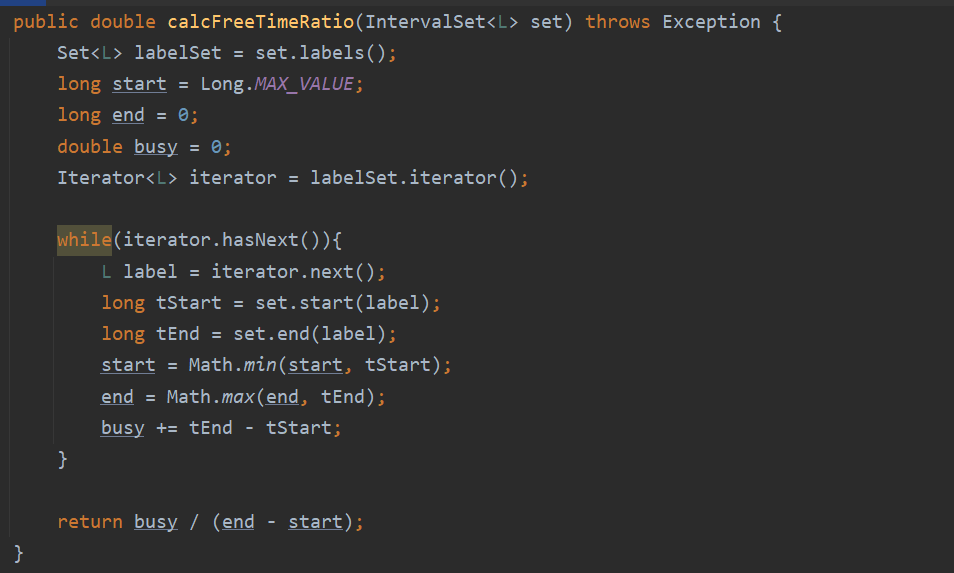 public double calcFreeTimeRatio(IntervalSet<L> set) throws Exception {
    Set<L> labelSet = set.labels();
    long start = Long.MAX_VALUE;
    long end = 0;
    double busy = 0;
    Iterator<L> iterator = labelSet.iterator();
    while(iterator.hasNext()){
        L label = iterator.next();
        long tStart = set.start(label);
        long tEnd = set.end(label);
        start = Math.min(start, tStart);
        end = Math.max(end, tEnd);
        busy += tEnd - tStart;
    }
    return busy / (end - start);
}